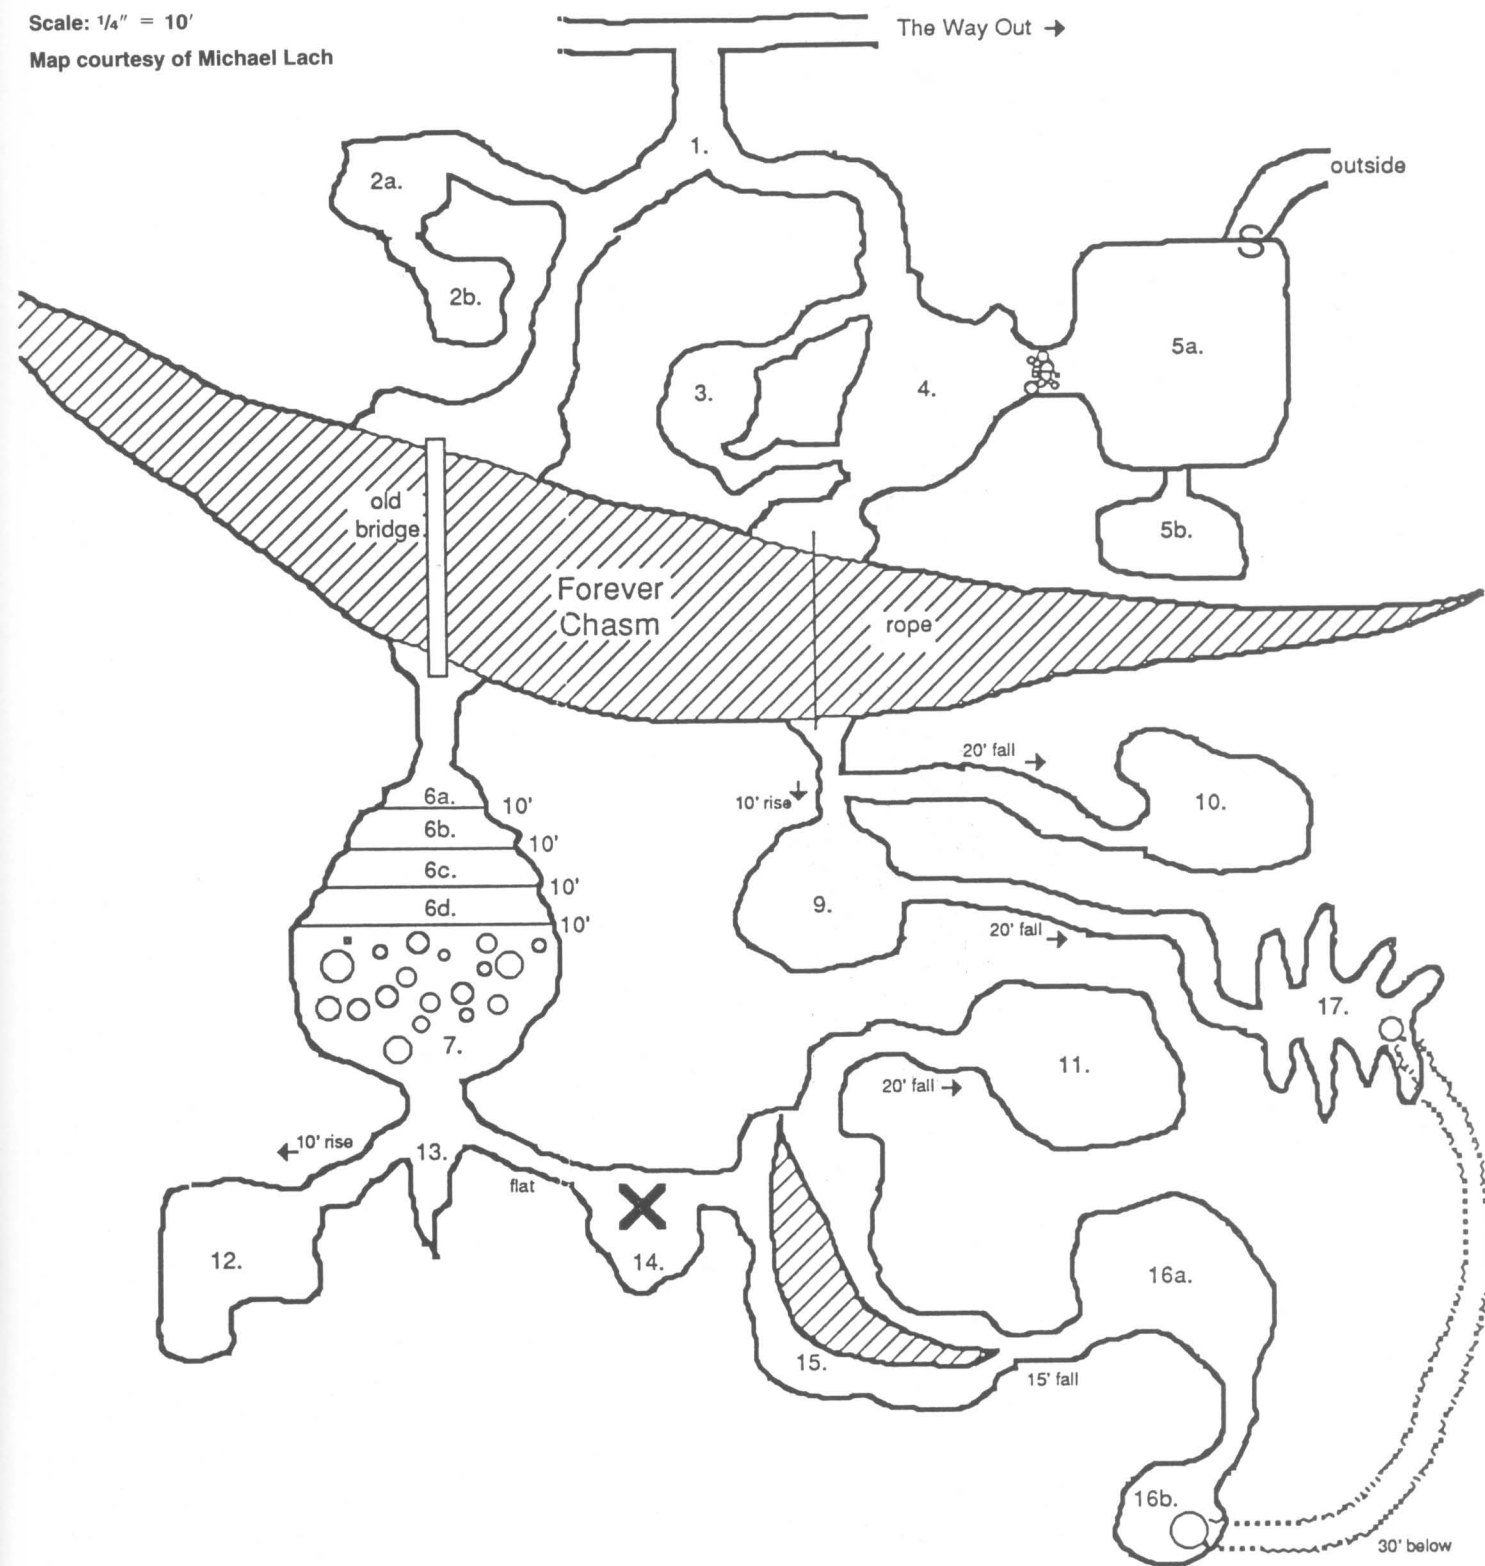 Scale: 1/4" = 10'
Map courtesy of Michael Lach
The Way Out →
1.
outside
2a.
2b.
3.
4.
5a.
5b.
old
bridge
Forever
Chasm
rope
20' fall →
10' rise
10.
6a.
10'
6b.
10'
6c.
10'
6d.
10'
9.
20' fall →
17.
7.
11.
20' fall →
←10' rise
13.
flat
12.
14.
16a.
15.
15' fall
16b.
30' below